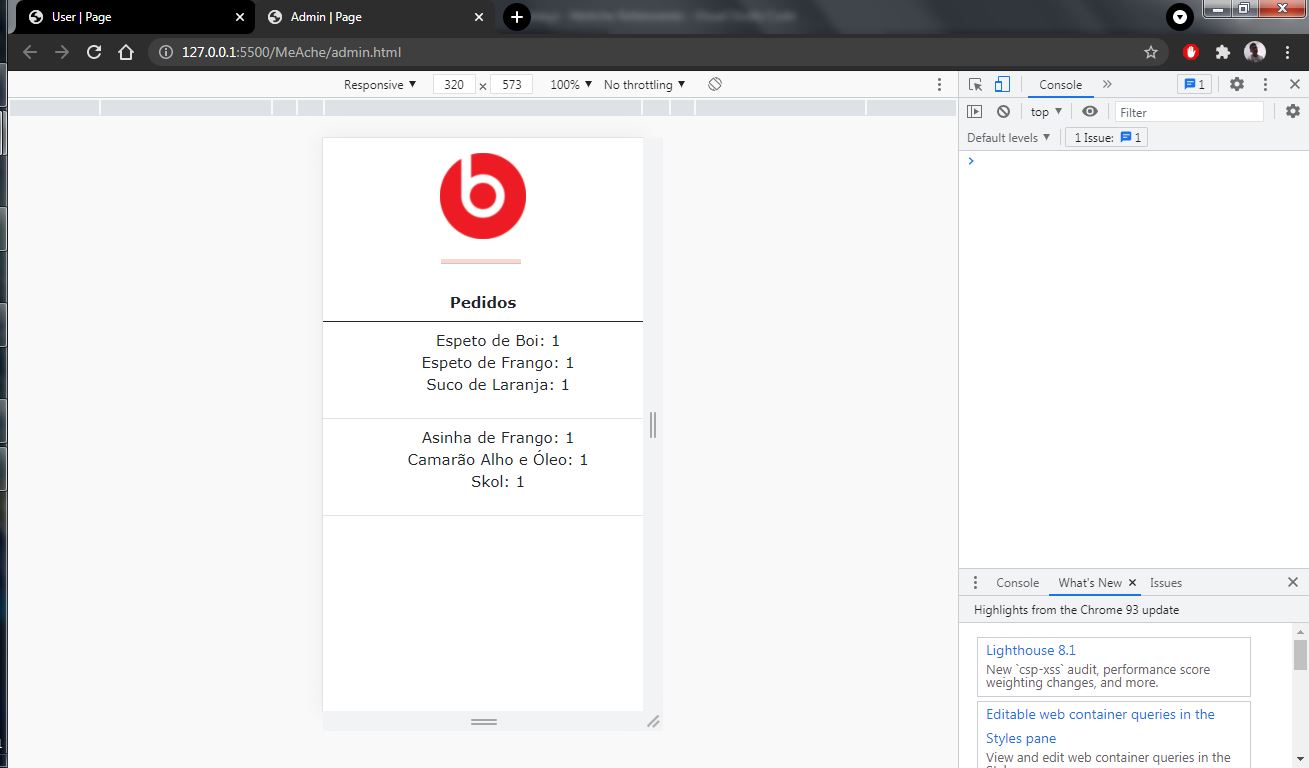 User | Page
Admin | Page
127.0.0.1:5500/MeAche/admin.html
Responsive
320 × 573
100%
No throttling
Console
1
top
Filter
Default levels
1 Issue: 1
b
Pedidos
Espeto de Boi: 1
Espeto de Frango: 1
Suco de Laranja: 1
Asinha de Frango: 1
Camarão Alho e Óleo: 1
Skol: 1
Console
What's New
Issues
Highlights from the Chrome 93 update
Lighthouse 8.1
New `csp-xss` audit, performance score
weighting changes, and more.
Editable web container queries in the
Styles pane
View and edit web container queries in the